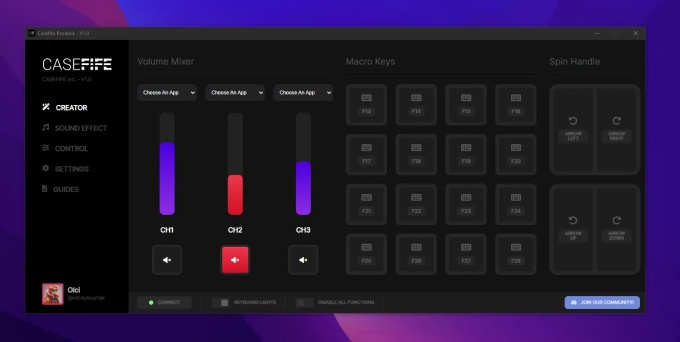 Casefife Prodeck - V1.0
CASEFIFE
CASEFIFE Inc. - V1.0
CREATOR
SOUND EFFECT
CONTROL
SETTINGS
GUIDES
Olci
@olcaysuytak
Volume Mixer
Choose An App
Choose An App
Choose An App
CH1
CH2
CH3
Macro Keys
F13
F14
F15
F16
F17
F18
F19
F20
F21
F22
F23
F24
F25
F26
F27
F28
Spin Handle
ARROW LEFT
ARROW RIGHT
ARROW UP
ARROW DOWN
CONNECT
KEYBOARD LIGHTS
DISABLE ALL FUNCTIONS
JOIN OUR COMMUNITY!